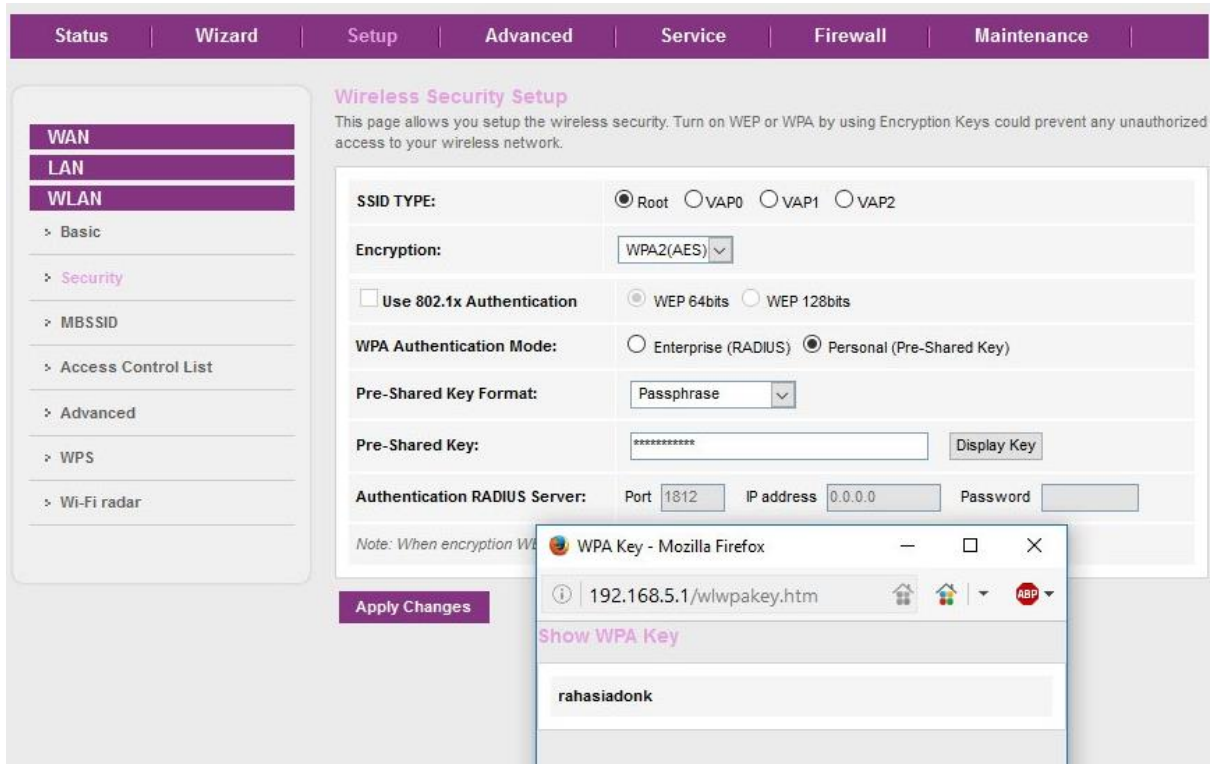 Status Wizard Setup Advanced Service Firewall Maintenance
WAN
LAN
WLAN
Basic
Security
MBSSID
Access Control List
Advanced
WPS
Wi-Fi radar
Wireless Security Setup
This page allows you setup the wireless security. Turn on WEP or WPA by using Encryption Keys could prevent any unauthorized
access to your wireless network.
SSID TYPE: Root VAP0 VAP1 VAP2
Encryption: WPA2(AES)
Use 802.1x Authentication WEP 64bits WEP 128bits
WPA Authentication Mode: Enterprise (RADIUS) Personal (Pre-Shared Key)
Pre-Shared Key Format: Passphrase
Pre-Shared Key: *********** Display Key
Authentication RADIUS Server: Port 1812 IP address 0.0.0.0 Password
Note: When encryption
Apply Changes
WPA Key - Mozilla Firefox
192.168.5.1/wlwpakey.htm ABP
Show WPA Key
rahasiadonk